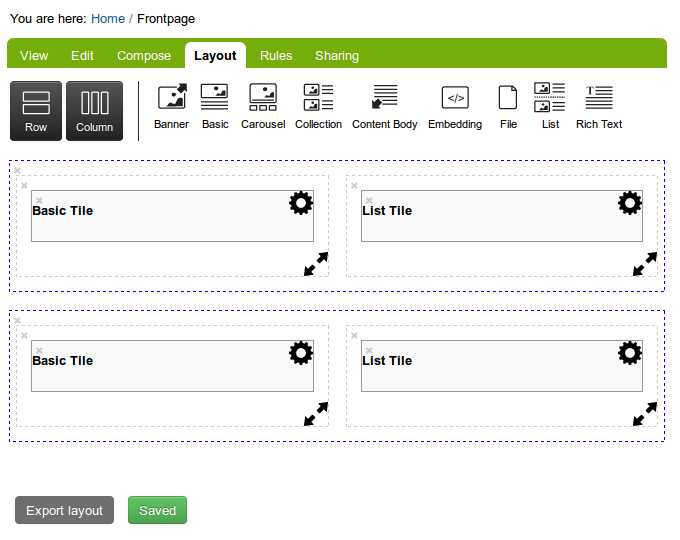 You are here: Home / Frontpage
View Edit Compose Layout Rules Sharing
Row Column Banner Basic Carousel Collection Content Body Embedding File List Rich Text
Basic Tile List Tile
Basic Tile List Tile
Export layout Saved